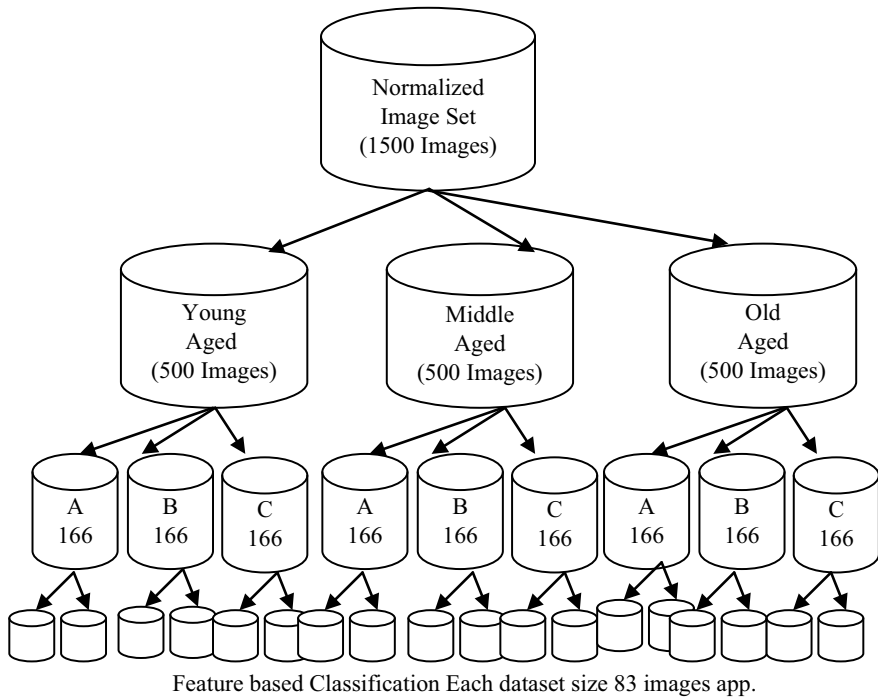 Normalized
Image Set
(1500 Images)
Young
Aged
(500 Images)
Middle
Aged
(500 Images)
Old
Aged
(500 Images)
A
166
B
166
C
166
A
166
B
166
C
166
A
166
B
166
C
166
Feature based Classification Each dataset size 83 images app.